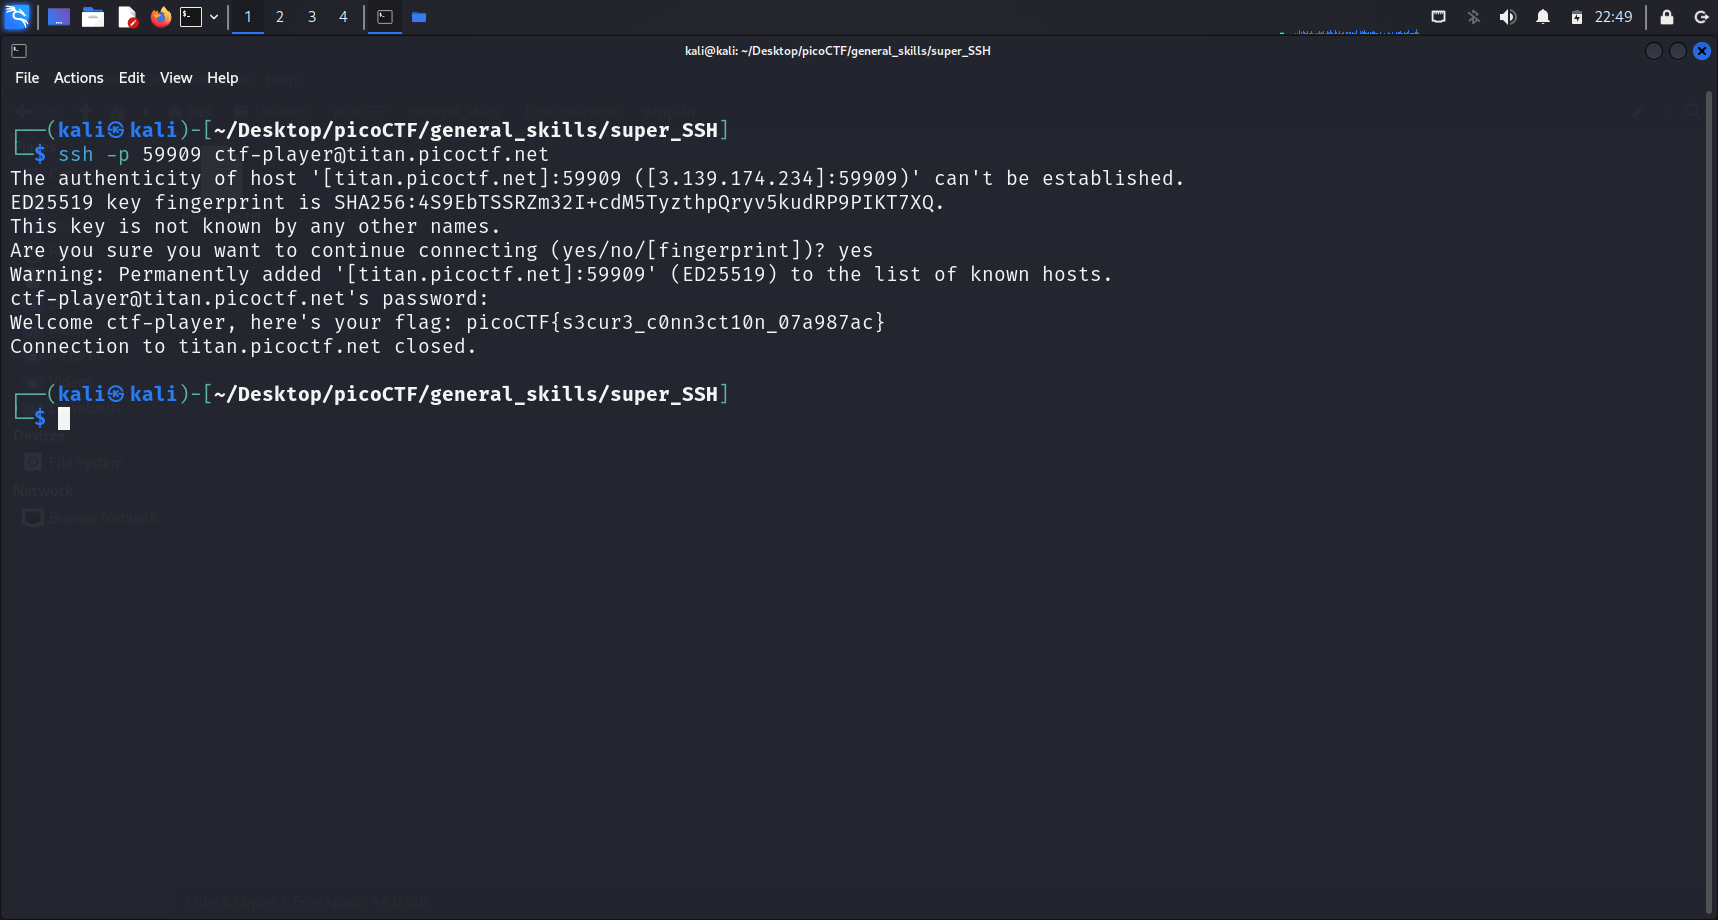 1 2 3 4 22:49
kali@kali: ~/Desktop/picoCTF/general_skills/super_SSH
File Actions Edit View Help
┌──(kali㉿kali)-[~/Desktop/picoCTF/general_skills/super_SSH]
└─$ ssh -p 59909 ctf-player@titan.picoctf.net
The authenticity of host '[titan.picoctf.net]:59909 ([3.139.174.234]:59909)' can't be established.
ED25519 key fingerprint is SHA256:4S9EbTSSRZm32I+cdM5TyzthpQryv5kudRP9PIKT7XQ.
This key is not known by any other names.
Are you sure you want to continue connecting (yes/no/[fingerprint])? yes
Warning: Permanently added '[titan.picoctf.net]:59909' (ED25519) to the list of known hosts.
ctf-player@titan.picoctf.net's password:
Welcome ctf-player, here's your flag: picoCTF{s3cur3_c0nn3ct10n_07a987ac}
Connection to titan.picoctf.net closed.
┌──(kali㉿kali)-[~/Desktop/picoCTF/general_skills/super_SSH]
└─$
Devices
File System
Network
Browse Network